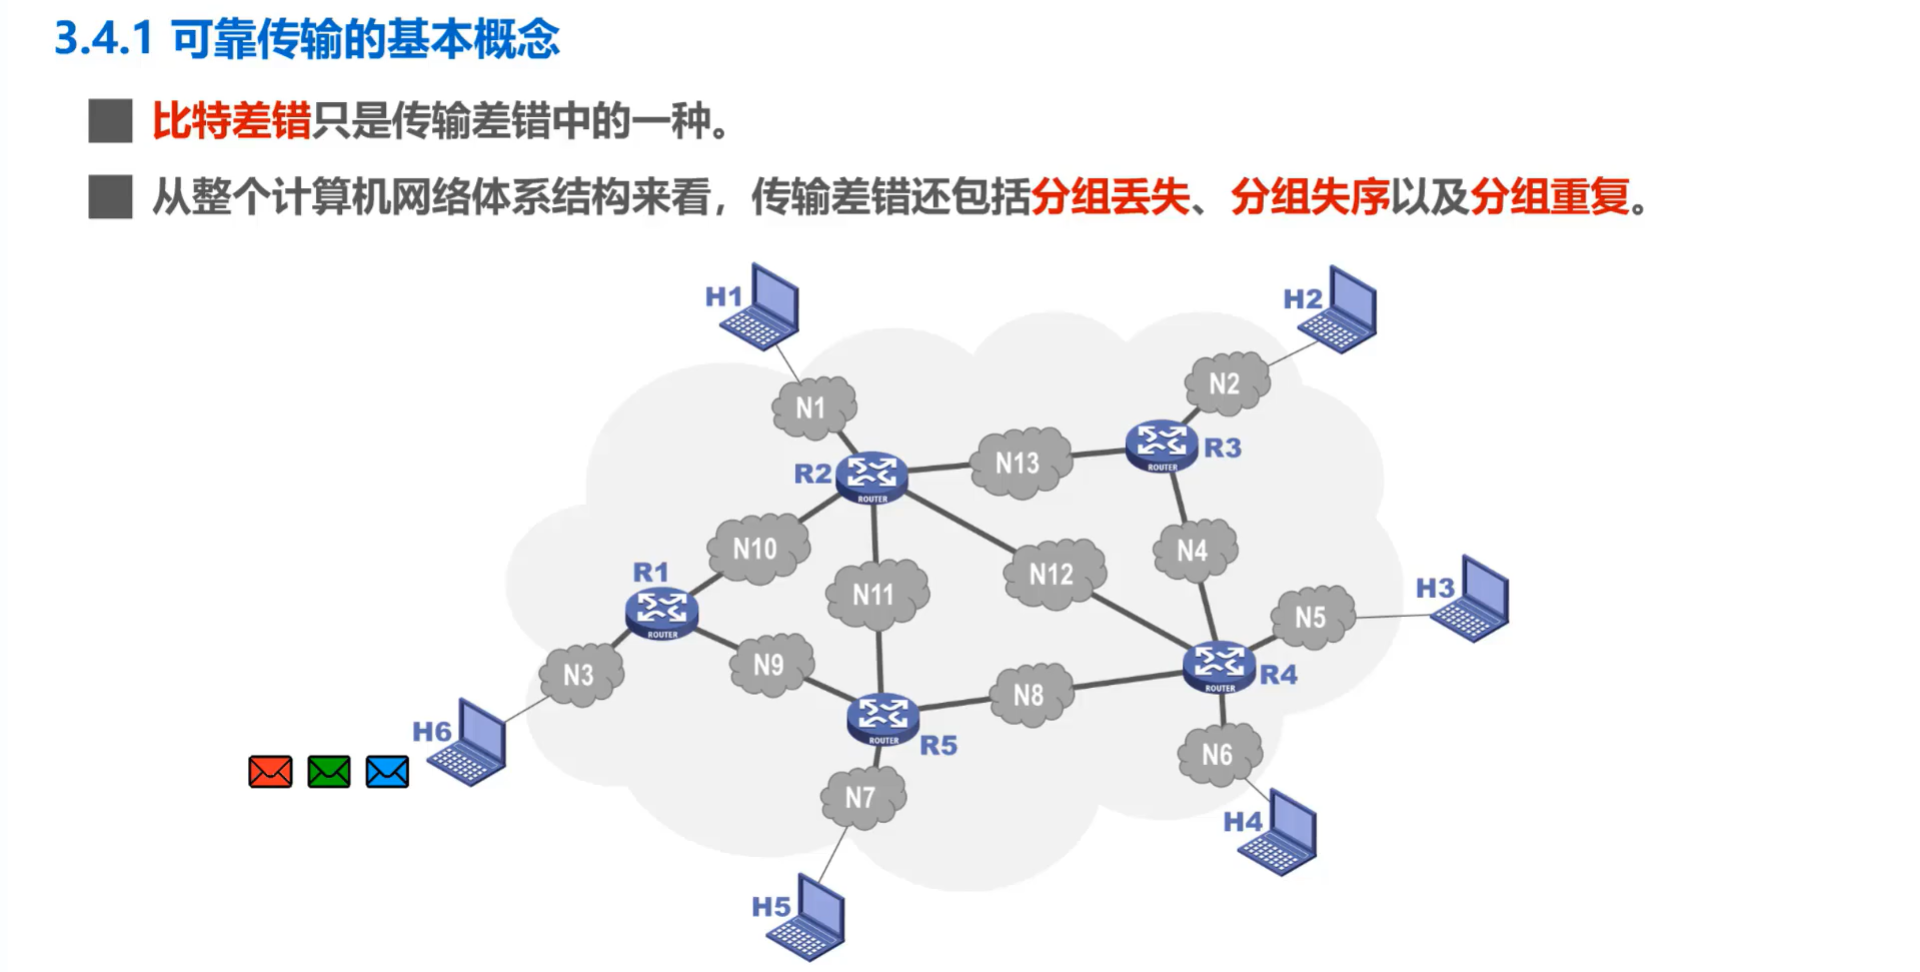 3.4.1 可靠传输的基本概念
比特差错只是传输差错中的一种。
从整个计算机网络体系结构来看，传输差错还包括分组丢失、分组失序以及分组重复。
H1
H2
N1
N2
R2
ROUTER
N13
R3
ROUTER
N10
N4
N12
R1
ROUTER
N11
H3
N5
N3
N9
R4
ROUTER
N8
H6
R5
ROUTER
N6
N7
H4
H5